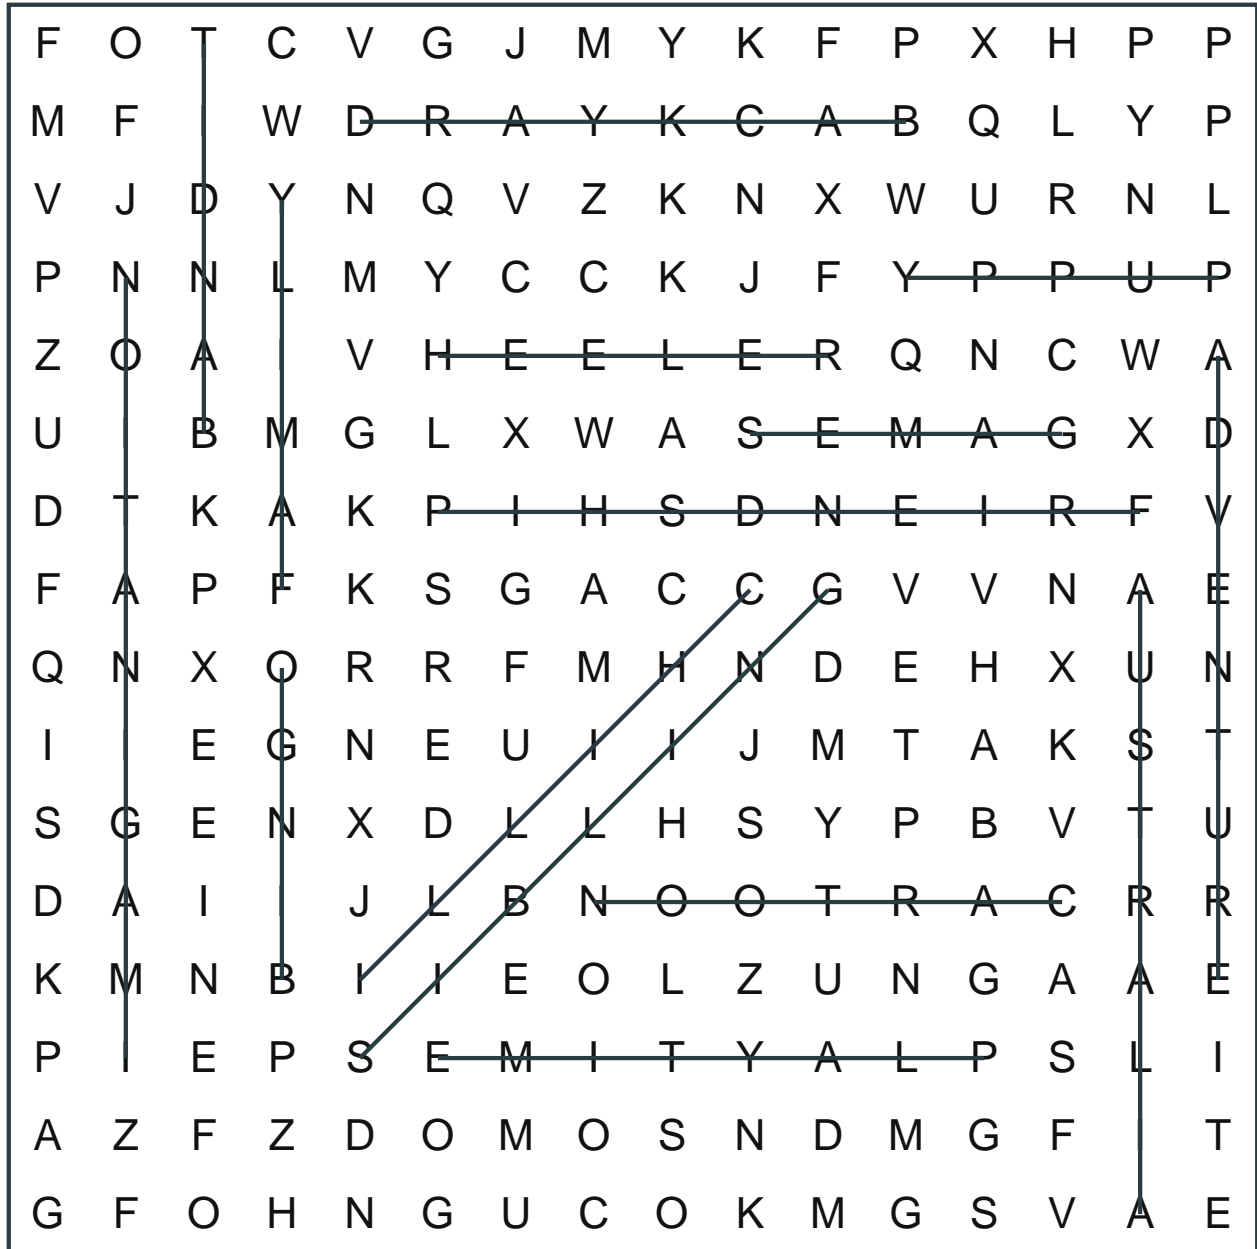 F O T C V G J M Y K F P X H P P
M F I W D R A Y K C A B Q L Y P
V J D Y N Q V Z K N X W U R N L
P N N L M Y C C K J F Y P P U P
Z O A I V H E E L E R Q N C W A
U I B M G L X W A S E M A G X D
D T K A K P I H S D N E I R F V
F A P F K S G A C C G V V N A E
Q N X O R R F M H N D E H X U N
I I E G N E U I I J M T A K S T
S G E N X D L L H S Y P B V T U
D A I I J L B N O O T R A C R R
K M N B I I E O L Z U N G A A E
P I E P S E M I T Y A L P S L I
A Z F Z D O M O S N D M G F I T
G F O H N G U C O K M G S V A E